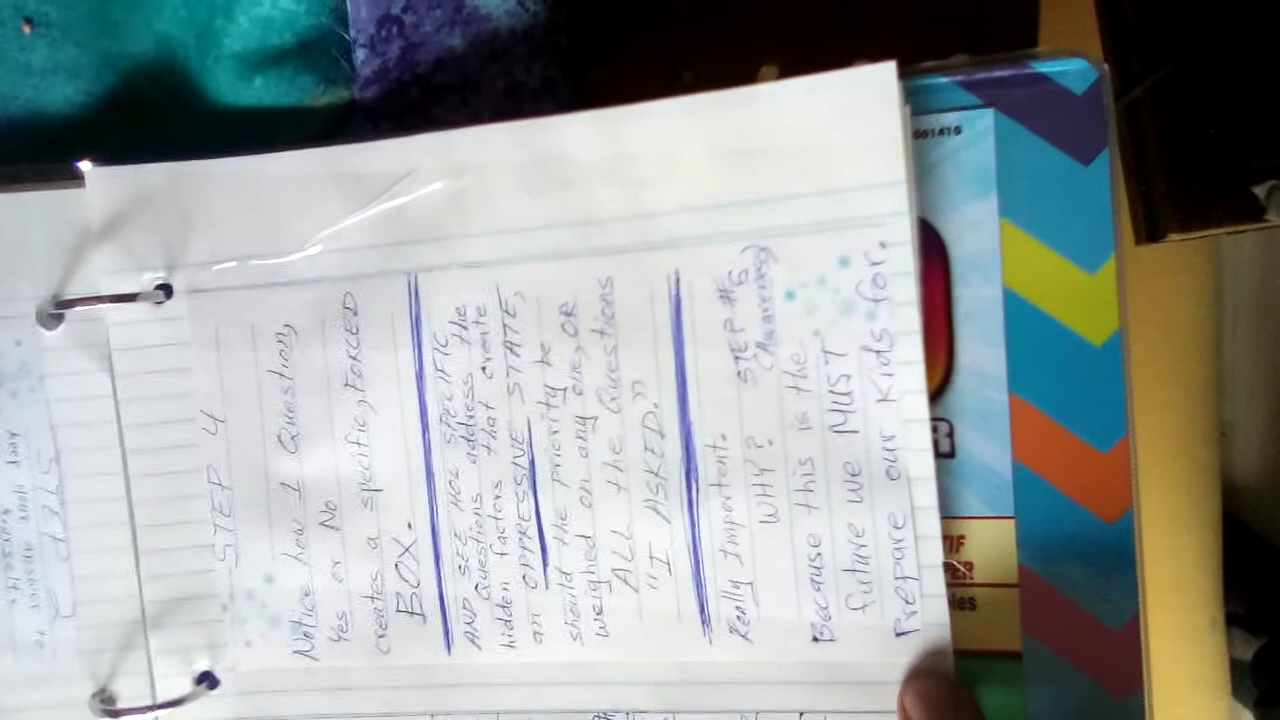 STEP 4
Notice how 1 Question,
Yes or No
creates a specific, FORCED
BOX.
AND SEE HOW SPECIFIC
Questions address the
hidden factors that create
an OPPRESSIVE STATE,
should the priority be
weighed on any one, OR
ALL the Questions
"I ASKED."
Really Important. STEP #5
WHY? (Awareness)
Because this is the
future we MUST
Prepare our Kids for.
001416